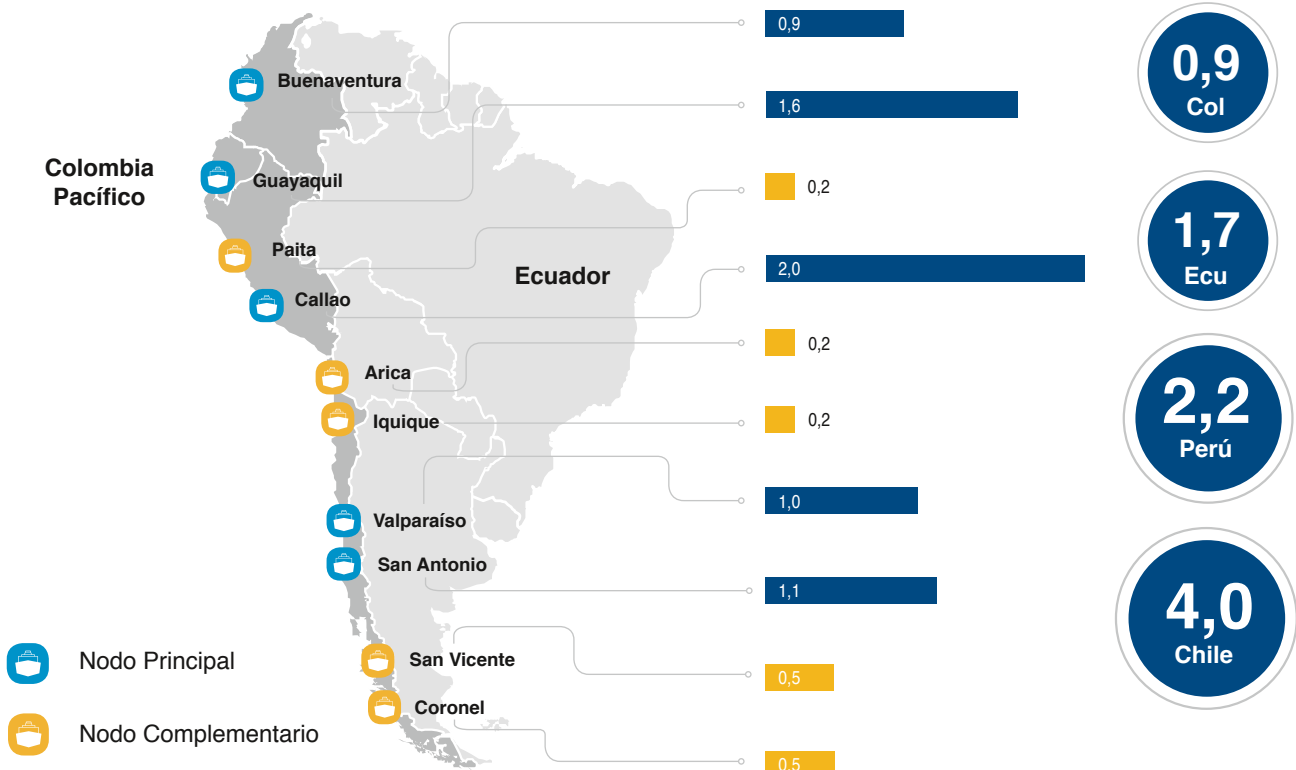 0,9
0,9
Col
Buenaventura
1,6
Colombia
Pacífico
Guayaquil
0,2
1,7
Ecu
Paita
Ecuador
2,0
Callao
0,2
2,2
Perú
Arica
Iquique
0,2
1,0
Valparaíso
San Antonio
1,1
4,0
Chile
Nodo Principal
San Vicente
0,5
Coronel
Nodo Complementario
0,5